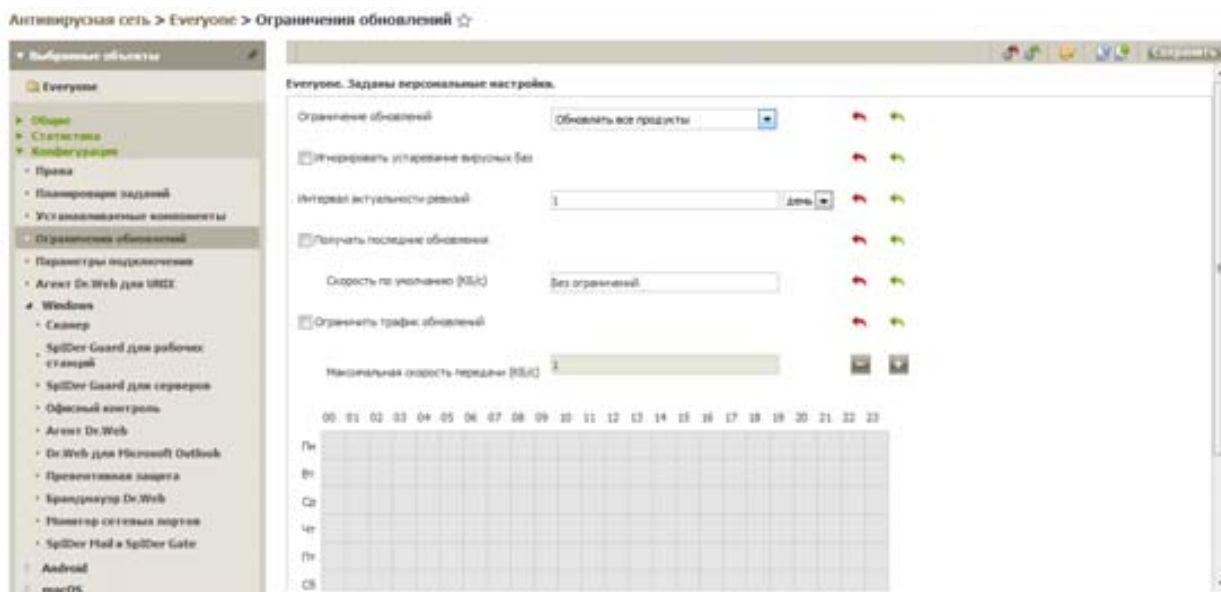 Антивирусная сеть > Everyone > Ограничения обновлений
Выбранные объекты
Сохранить
Everyone
Общие
Статистика
Конфигурация
Права
Планировщик заданий
Устанавливаемые компоненты
Ограничения обновлений
Параметры подключения
Агент Dr.Web для UNIX
Windows
Сканер
SpIDer Guard для рабочих
станций
SpIDer Guard для серверов
Офисный контроль
Агент Dr.Web
Dr.Web для Microsoft Outlook
Превентивная защита
Брандмауэр Dr.Web
Монитор сетевых портов
SpIDer Mail и SpIDer Gate
Android
macOS
Everyone. Заданы персональные настройки.
Ограничение обновлений Обновлять все продукты
Игнорировать устаревание вирусных баз
Интервал актуальности ревизий 1 день
Получать последние обновления
Скорость по умолчанию (КБ/с) Без ограничений
Ограничить трафик обновлений
Максимальная скорость передачи (КБ/с) 1
00 01 02 03 04 05 06 07 08 09 10 11 12 13 14 15 16 17 18 19 20 21 22 23
Пн
Вт
Ср
Чт
Пт
Сб